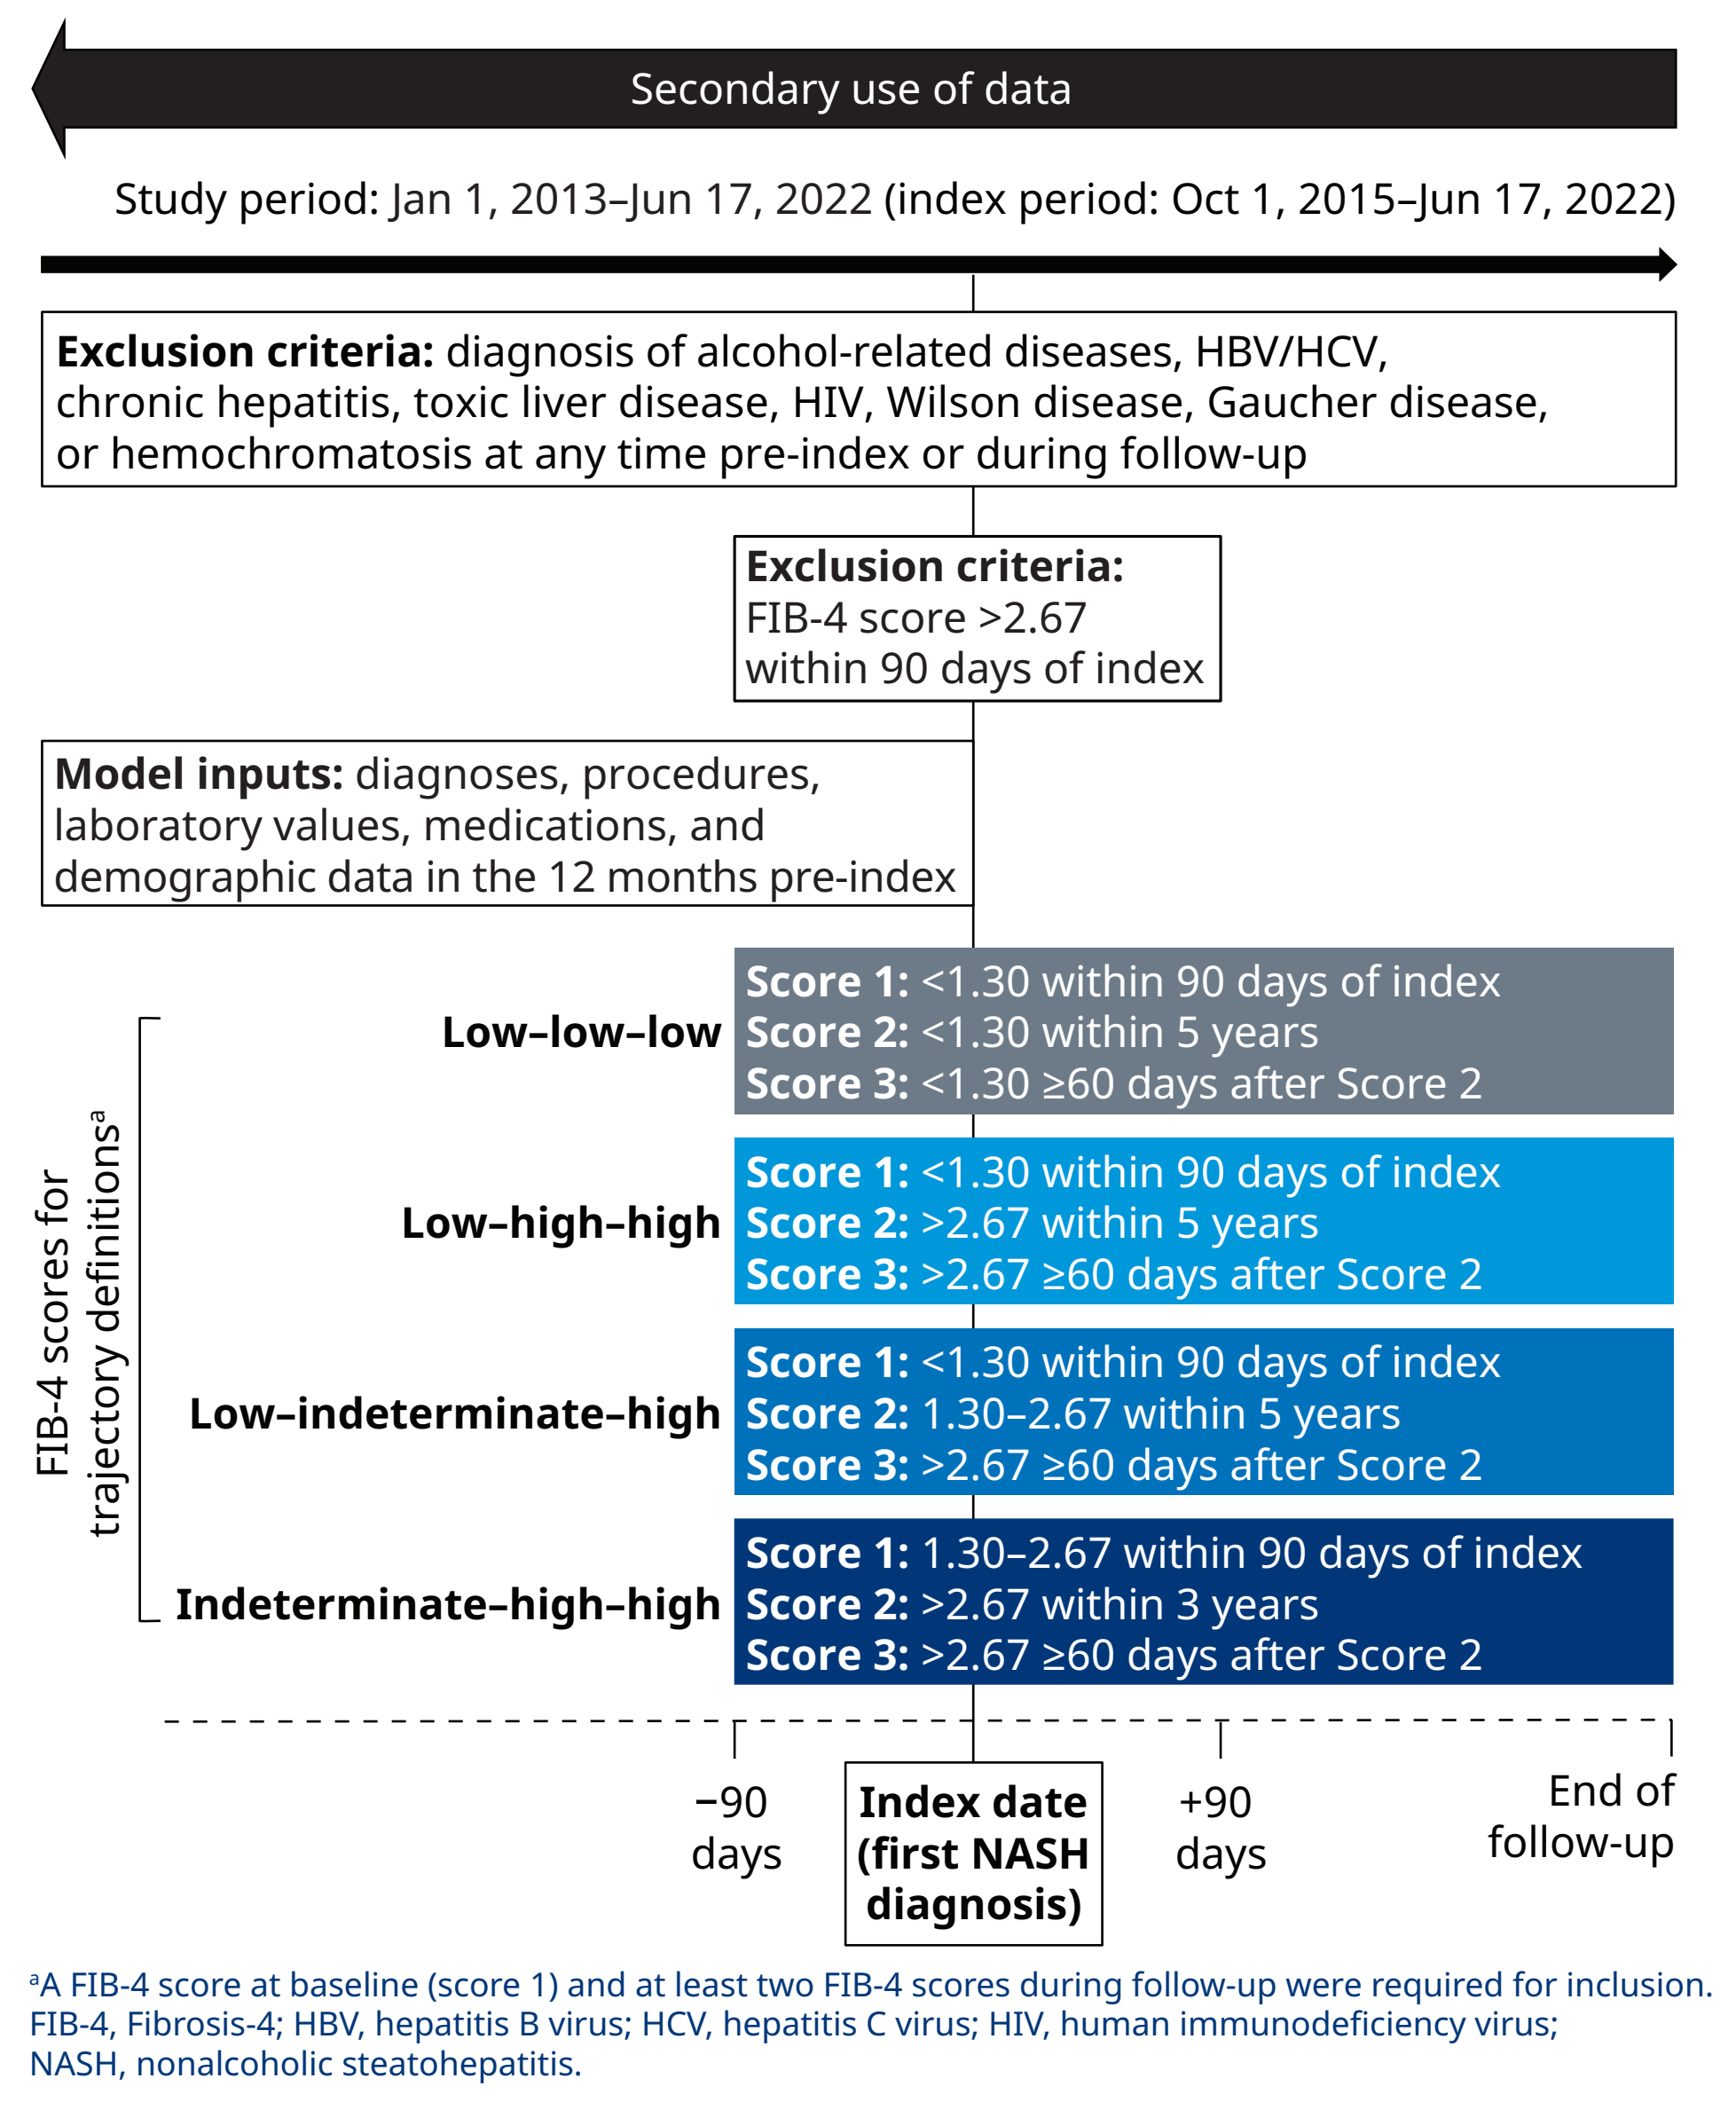 Secondary use of data
Study period: Jan 1, 2013–Jun 17, 2022 (index period: Oct 1, 2015–Jun 17, 2022)
Exclusion criteria: diagnosis of alcohol-related diseases, HBV/HCV,
chronic hepatitis, toxic liver disease, HIV, Wilson disease, Gaucher disease,
or hemochromatosis at any time pre-index or during follow-up
Exclusion criteria:
FIB-4 score >2.67
within 90 days of index
Model inputs: diagnoses, procedures,
laboratory values, medications, and
demographic data in the 12 months pre-index
FIB-4 scores for
trajectory definitionsᵃ
Low–low–low
Score 1: <1.30 within 90 days of index
Score 2: <1.30 within 5 years
Score 3: <1.30 ≥60 days after Score 2
Low–high–high
Score 1: <1.30 within 90 days of index
Score 2: >2.67 within 5 years
Score 3: >2.67 ≥60 days after Score 2
Low–indeterminate–high
Score 1: <1.30 within 90 days of index
Score 2: 1.30–2.67 within 5 years
Score 3: >2.67 ≥60 days after Score 2
Indeterminate–high–high
Score 1: 1.30–2.67 within 90 days of index
Score 2: >2.67 within 3 years
Score 3: >2.67 ≥60 days after Score 2
−90
days
Index date
(first NASH
diagnosis)
+90
days
End of
follow-up
ᵃA FIB-4 score at baseline (score 1) and at least two FIB-4 scores during follow-up were required for inclusion.
FIB-4, Fibrosis-4; HBV, hepatitis B virus; HCV, hepatitis C virus; HIV, human immunodeficiency virus;
NASH, nonalcoholic steatohepatitis.